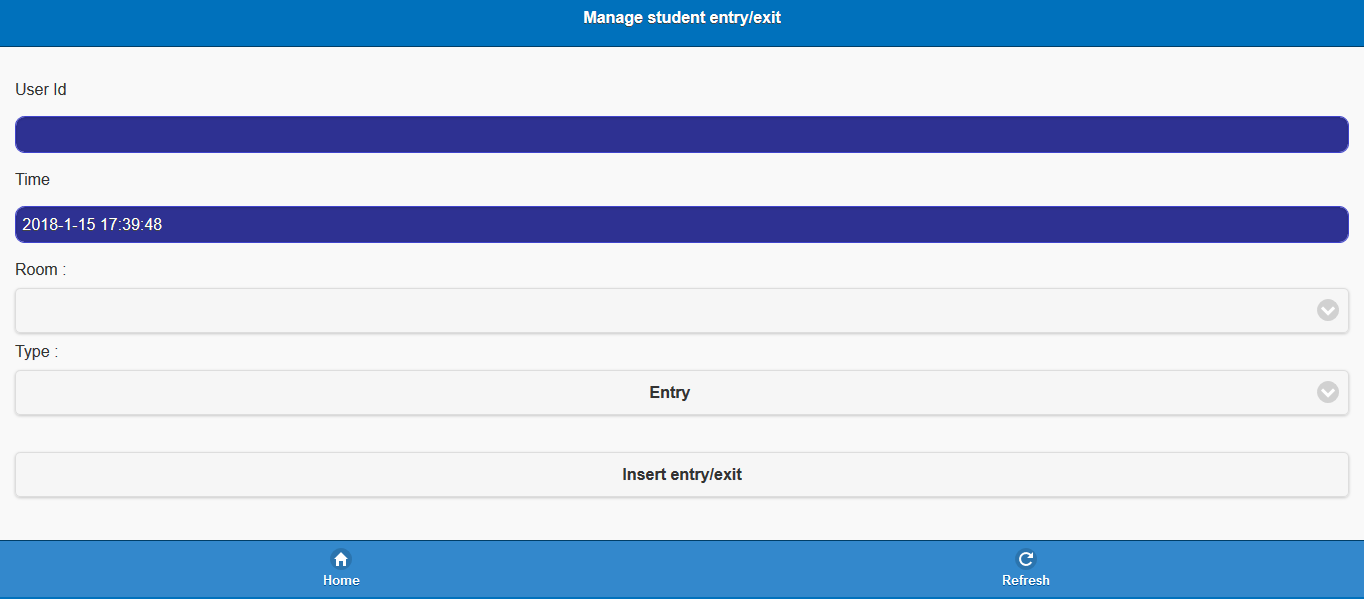 Manage student entry/exit
User Id
Time
2018-1-15 17:39:48
Room :
Type :
Entry
Insert entry/exit
Home
Refresh